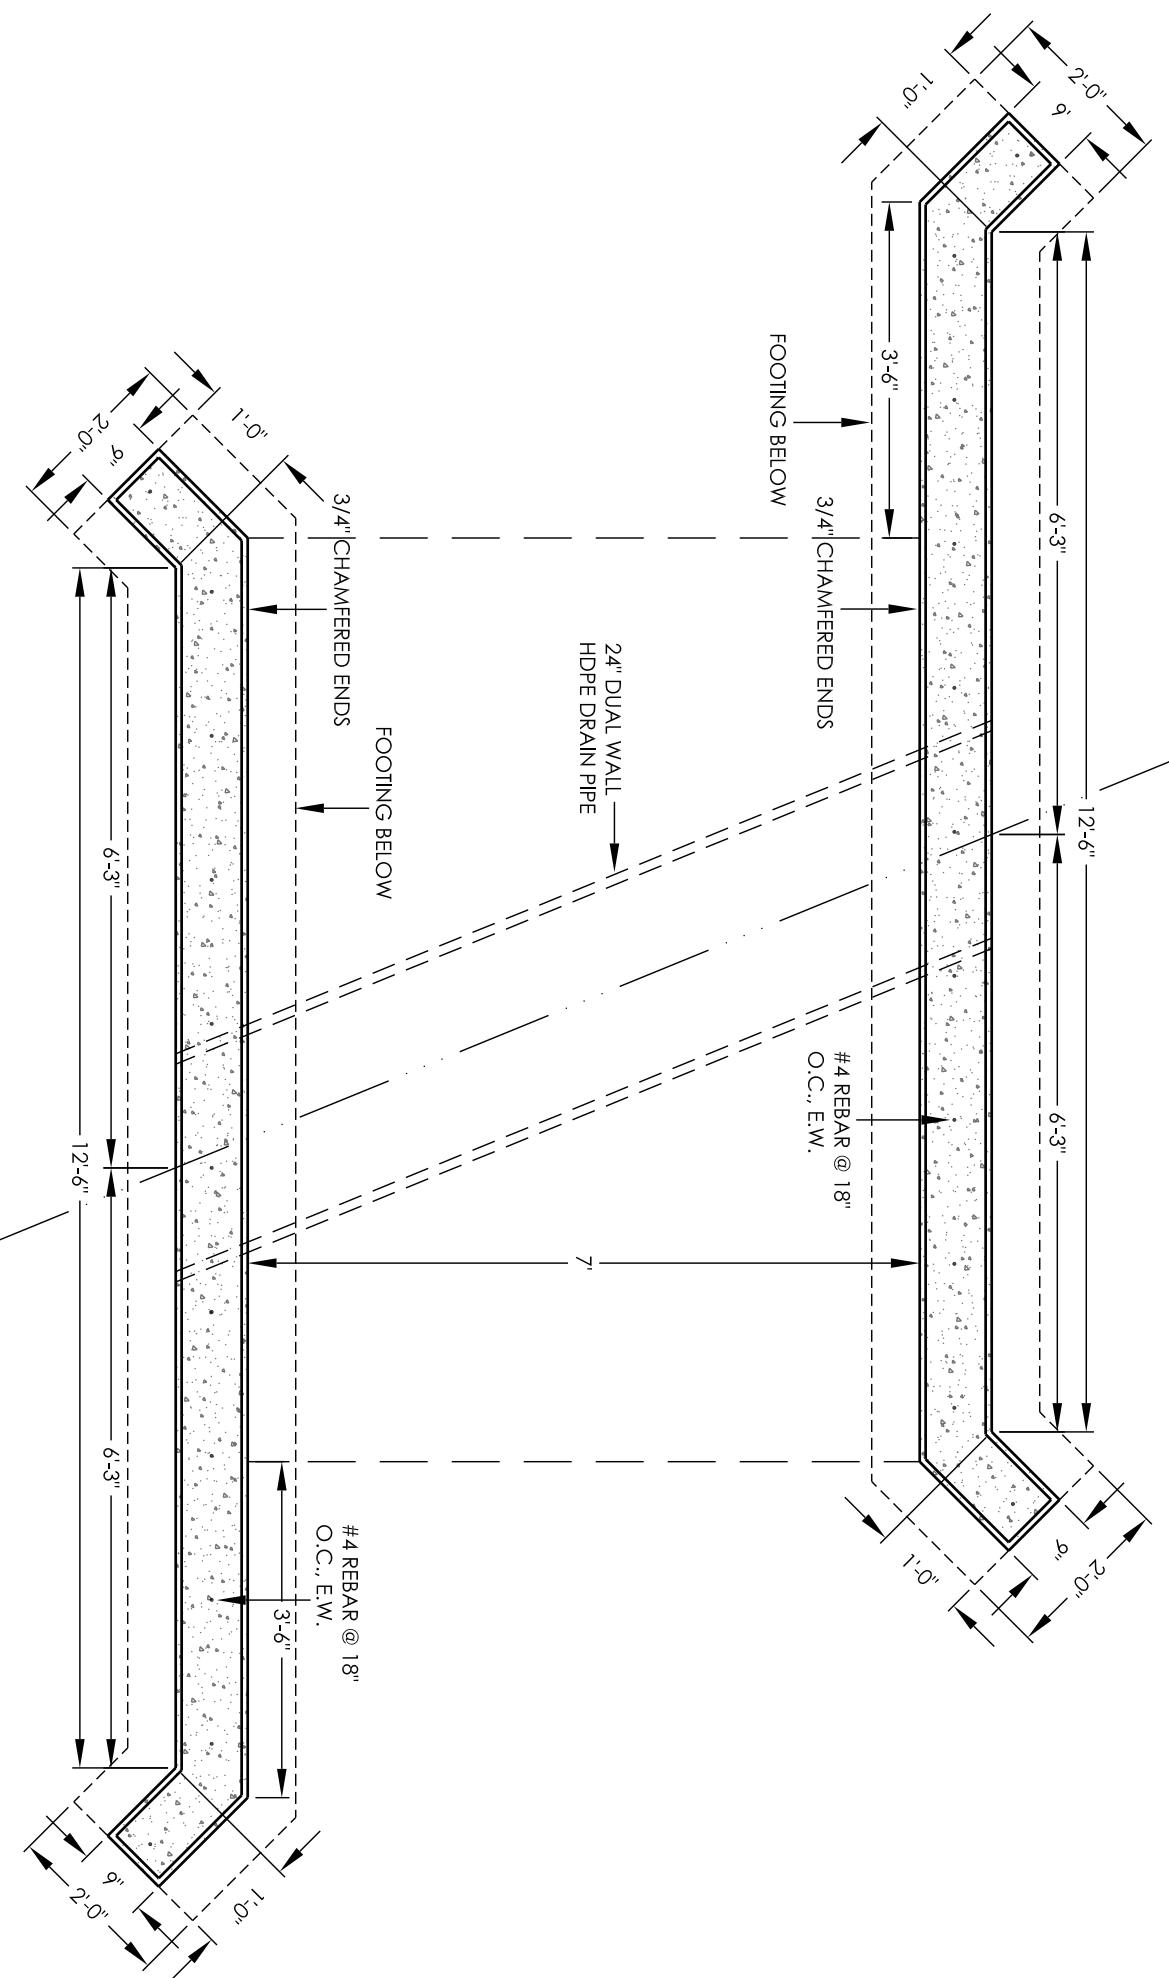 2'-0"
9'
1'-0"
12'-6"
6'-3"
6'-3"
2'-0"
9"
1'-0"
3'-6"
#4 REBAR @ 18"
O.C., E.W.
3/4" CHAMFERED ENDS
FOOTING BELOW
24" DUAL WALL
HDPE DRAIN PIPE
7'
FOOTING BELOW
3/4" CHAMFERED ENDS
#4 REBAR @ 18"
O.C., E.W.
3'-6"
1'-0"
9"
2'-0"
6'-3"
6'-3"
12'-6"
1'-0"
9"
2'-0"